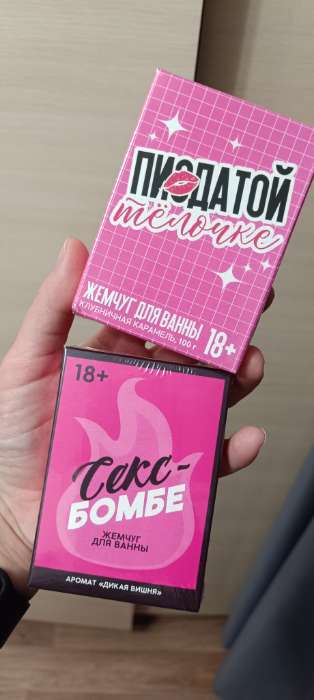 ПИЗДАТОЙ
тёлочке
ЖЕМЧУГ ДЛЯ ВАННЫ
КЛУБНИЧНАЯ КАРАМЕЛЬ, 100 г
18+
18+
Секс-
БОМБЕ
ЖЕМЧУГ
ДЛЯ ВАННЫ
АРОМАТ «ДИКАЯ ВИШНЯ»